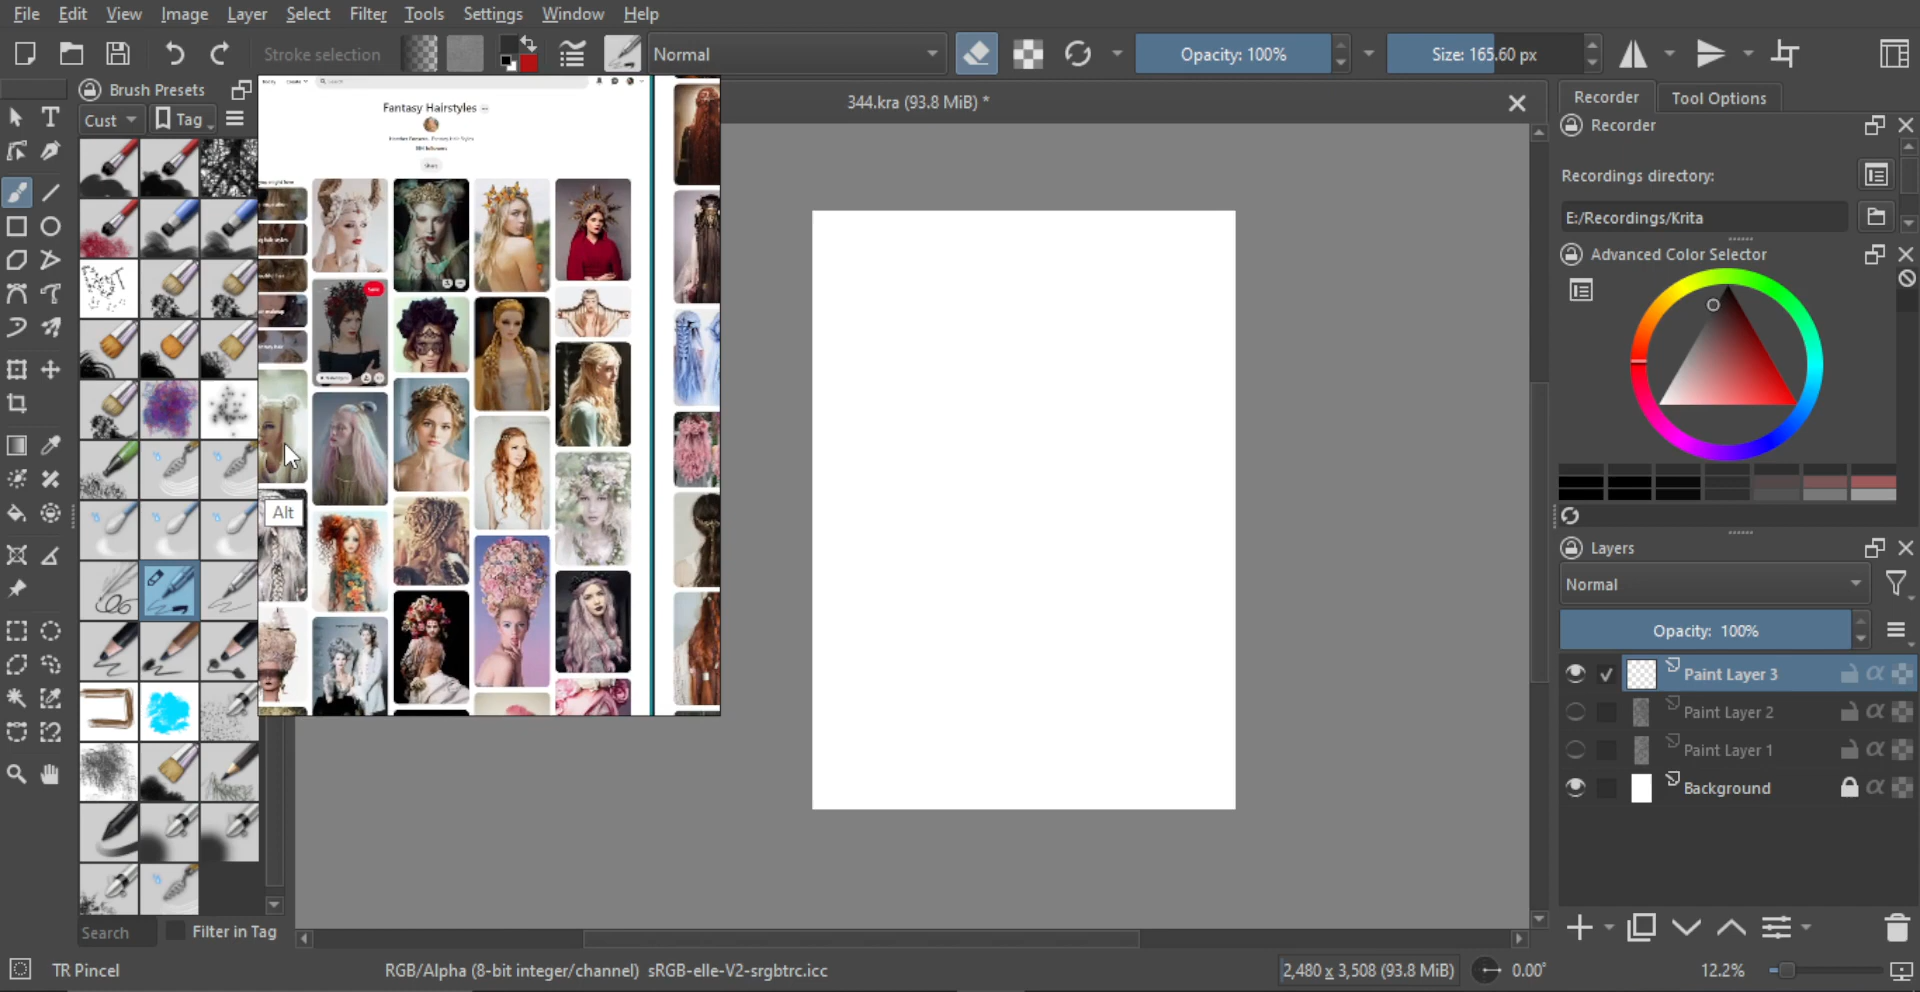 File Edit View Image Layer Select Filter Tools Settings Window Help
Stroke selection Normal Opacity: 100% Size: 165.60 px
Brush Presets
Cust Tag
Fantasy Hairstyles
Share
Save
Alt
Search Filter in Tag
344.kra (93.8 MiB) *
Recorder Tool Options
Recorder
Recordings directory:
E:/Recordings/Krita
Advanced Color Selector
Layers
Normal
Opacity: 100%
Paint Layer 3
Paint Layer 2
Paint Layer 1
Background
TR Pincel RGB/Alpha (8-bit integer/channel) sRGB-elle-V2-srgbtrc.icc 2,480 x 3,508 (93.8 MiB) 0.00° 12.2%